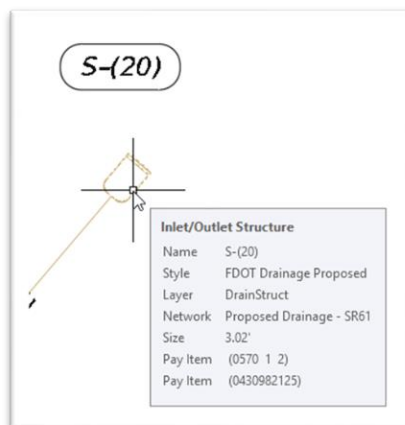 S-(20)
Inlet/Outlet Structure
Name S-(20)
Style FDOT Drainage Proposed
Layer DrainStruct
Network Proposed Drainage - SR61
Size 3.02'
Pay Item (0570 1 2)
Pay Item (0430982125)